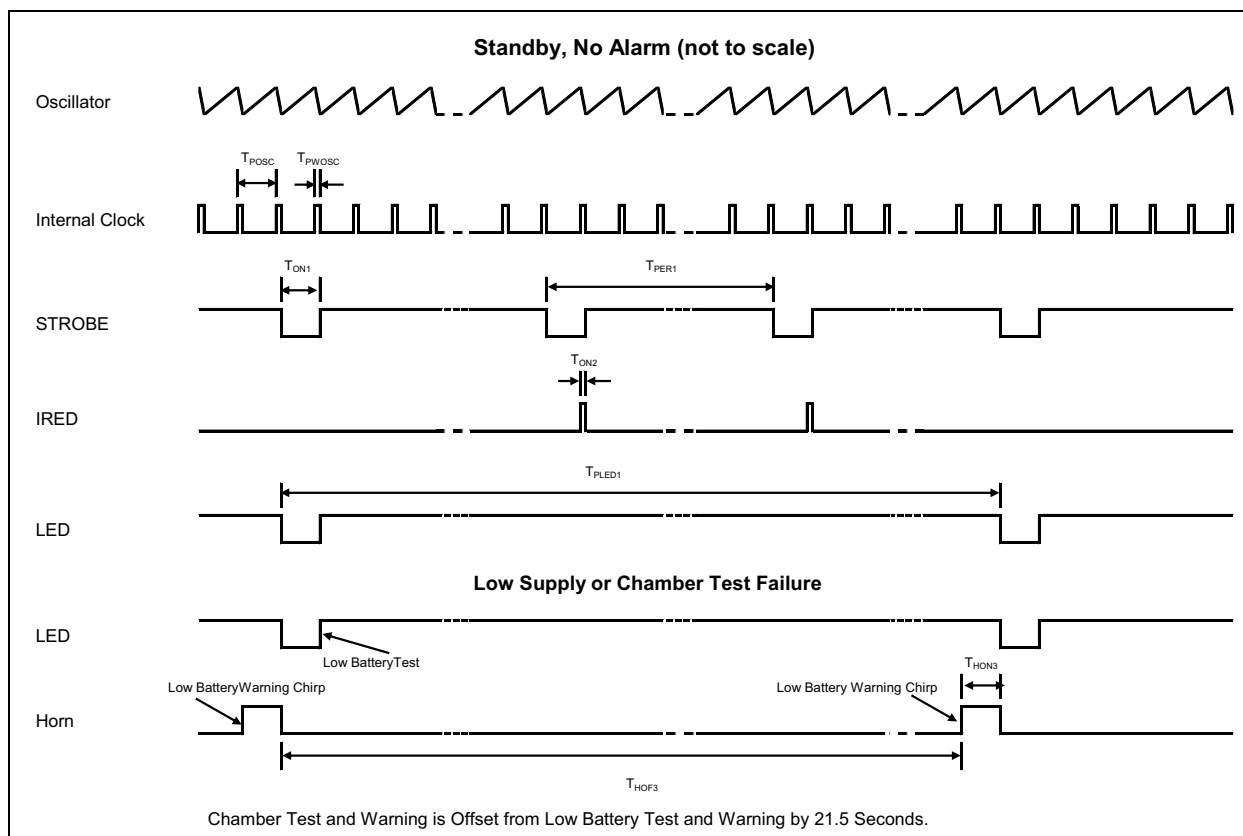 Standby, No Alarm (not to scale)
Oscillator
TPOSC
TPWOSC
Internal Clock
TON1
TPER1
STROBE
TON2
IRED
TPLED1
LED
Low Supply or Chamber Test Failure
LED
Low BatteryTest
THON3
Low BatteryWarning Chirp
Low Battery Warning Chirp
Horn
THOF3
Chamber Test and Warning is Offset from Low Battery Test and Warning by 21.5 Seconds.